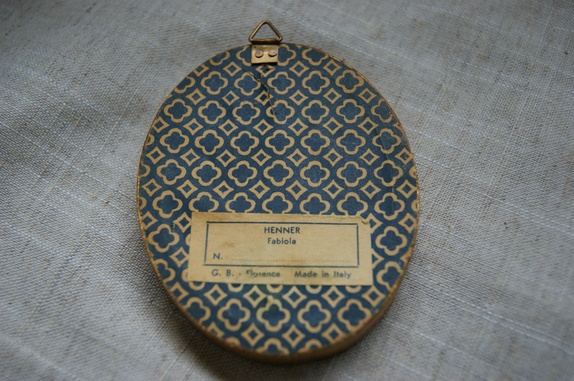 HENNER
Fabiola
N.
G. B. - Florence Made in Italy